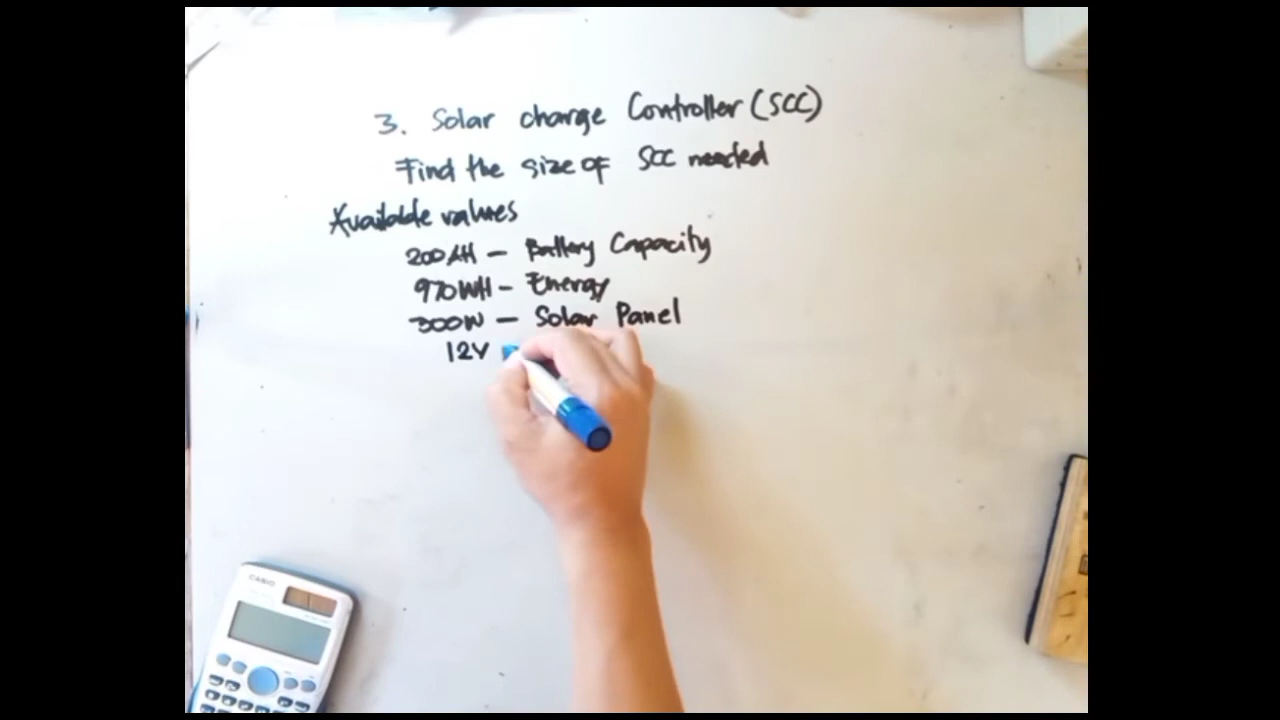 3. Solar charge Controller (SCC)
Find the size of SCC needed
Available values
200AH - Battery Capacity
970WH - Energy
300W - Solar Panel
12V
CASIO